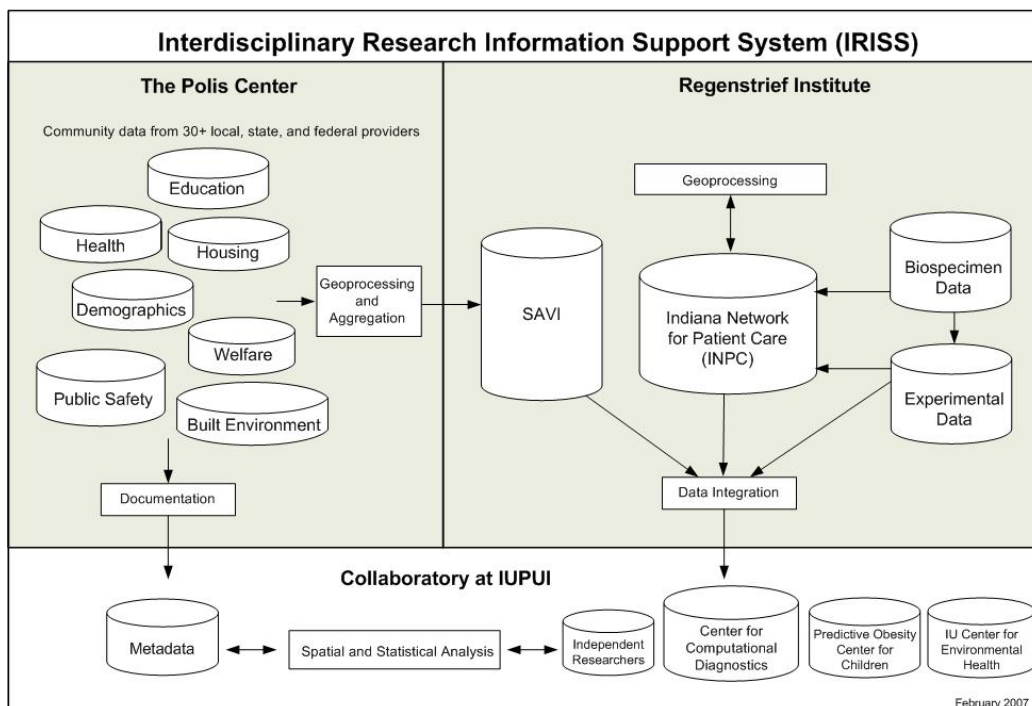 Interdisciplinary Research Information Support System (IRISS)
The Polis Center
Community data from 30+ local, state, and federal providers
Education
Health
Housing
Demographics
Welfare
Public Safety
Built Environment
Geoprocessing
and
Aggregation
Documentation
Regenstrief Institute
Geoprocessing
SAVI
Indiana Network
for Patient Care
(INPC)
Biospecimen
Data
Experimental
Data
Data Integration
Collaboratory at IUPUI
Metadata
Spatial and Statistical Analysis
Independent
Researchers
Center for
Computational
Diagnostics
Predictive Obesity
Center for
Children
IU Center for
Environmental
Health
February 2007